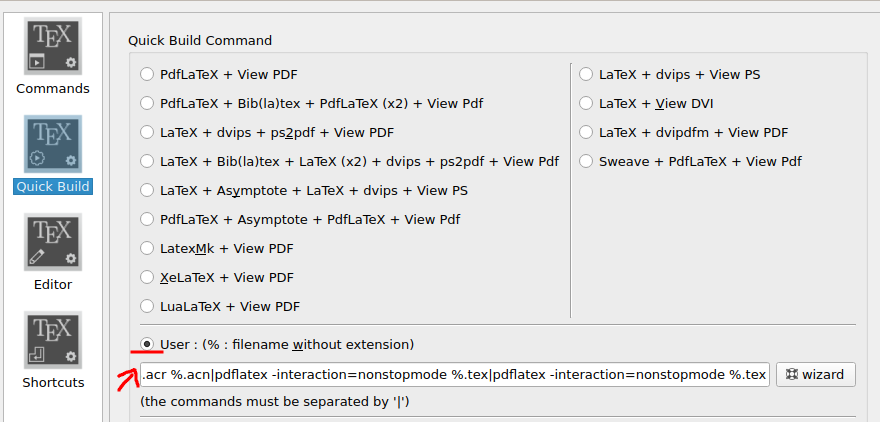 TEX
Commands
TEX
Quick Build
TEX
Editor
TEX
Shortcuts
Quick Build Command
PdfLaTeX + View PDF
PdfLaTeX + Bib(la)tex + PdfLaTeX (x2) + View Pdf
LaTeX + dvips + ps2pdf + View PDF
LaTeX + Bib(la)tex + LaTeX (x2) + dvips + ps2pdf + View Pdf
LaTeX + Asymptote + LaTeX + dvips + View PS
PdfLaTeX + Asymptote + PdfLaTeX + View Pdf
LatexMk + View PDF
XeLaTeX + View PDF
LuaLaTeX + View PDF
LaTeX + dvips + View PS
LaTeX + View DVI
LaTeX + dvipdfm + View PDF
Sweave + PdfLaTeX + View Pdf
User : (% : filename without extension)
.acr %.acn|pdflatex -interaction=nonstopmode %.tex|pdflatex -interaction=nonstopmode %.tex
wizard
(the commands must be separated by '|')